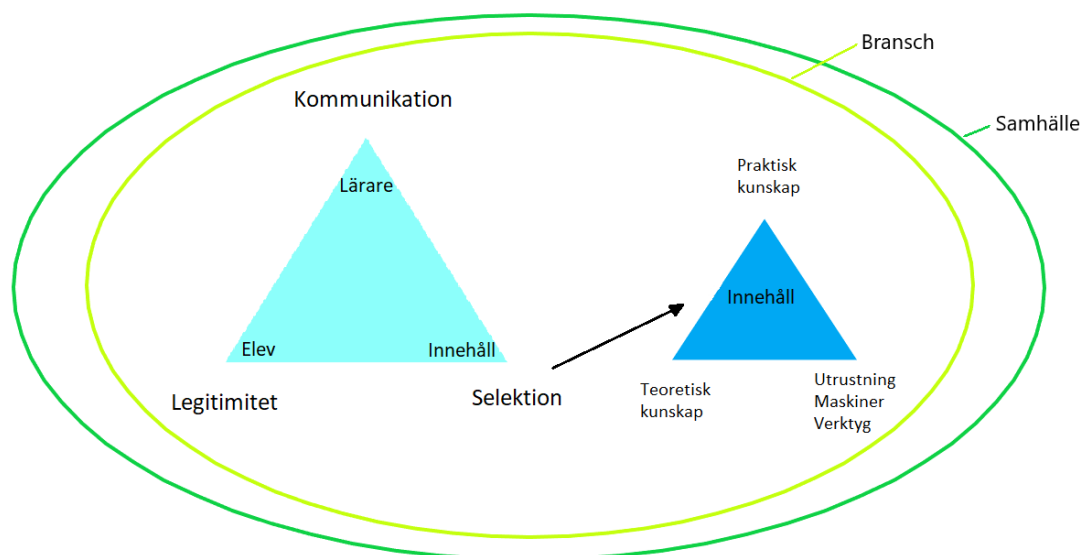 Bransch
Samhälle
Kommunikation
Lärare
Elev
Innehåll
Legitimitet
Selektion
Praktisk
kunskap
Innehåll
Teoretisk
kunskap
Utrustning
Maskiner
Verktyg